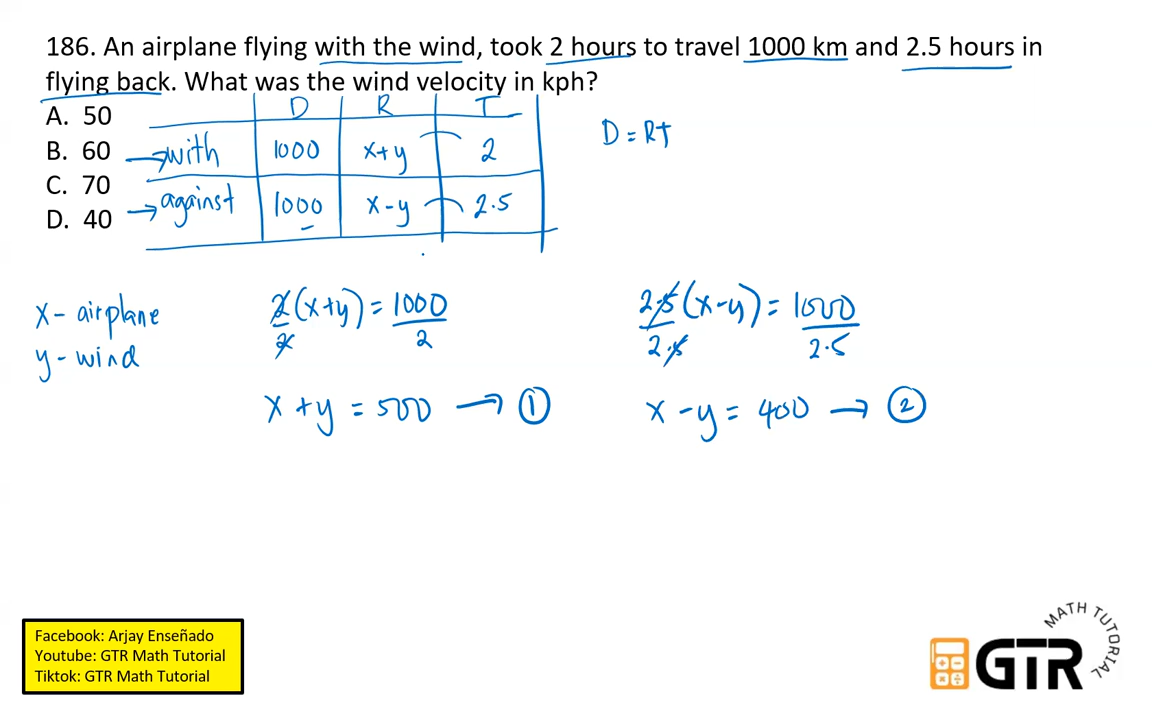 186. An airplane flying with the wind, took 2 hours to travel 1000 km and 2.5 hours in
flying back. What was the wind velocity in kph?
A. 50
B. 60
C. 70
D. 40
D R T
→ with 1000 x+y 2
→ against 1000 x-y 2.5
D = RT
x - airplane
y - wind
2(x+y) = 1000
2 2
x + y = 500 → ①
2.5(x-y) = 1000
2.5 2.5
x - y = 400 → ②
Facebook: Arjay Enseñado
Youtube: GTR Math Tutorial
Tiktok: GTR Math Tutorial
MATH TUTORIAL
GTR